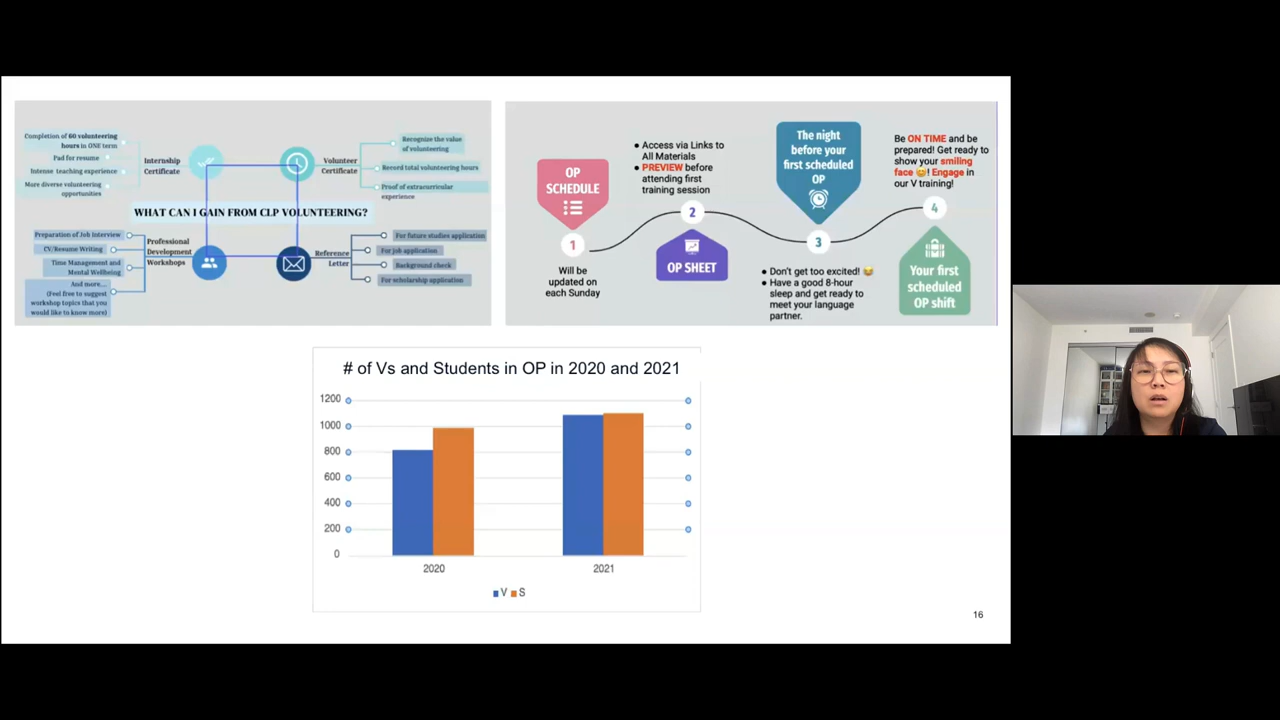 Completion of 60 volunteering
hours in ONE term
Pad for resume
Intense teaching experience
More diverse volunteering
opportunities
Internship
Certificate
Volunteer
Certificate
Recognize the value
of volunteering
Record total volunteering hours
Proof of extracurricular
experience
WHAT CAN I GAIN FROM CLP VOLUNTEERING?
Preparation of Job Interview
CV/Resume Writing
Time Management and
Mental Wellbeing
And more...
(Feel free to suggest
workshop topics that you
would like to know more)
Professional
Development
Workshops
Reference
Letter
For future studies application
For job application
Background check
For scholarship application
OP
SCHEDULE
1
Will be
updated on
each Sunday
● Access via Links to
All Materials
● PREVIEW before
attending first
training session
2
OP SHEET
The night
before your
first scheduled
OP
3
● Don't get too excited! 😆
● Have a good 8-hour
sleep and get ready to
meet your language
partner.
Be ON TIME and be
prepared! Get ready to
show your smiling
face 😊! Engage in
our V training!
4
Your first
scheduled
OP shift
# of Vs and Students in OP in 2020 and 2021
1200
1000
800
600
400
200
0
2020
2021
V S
16